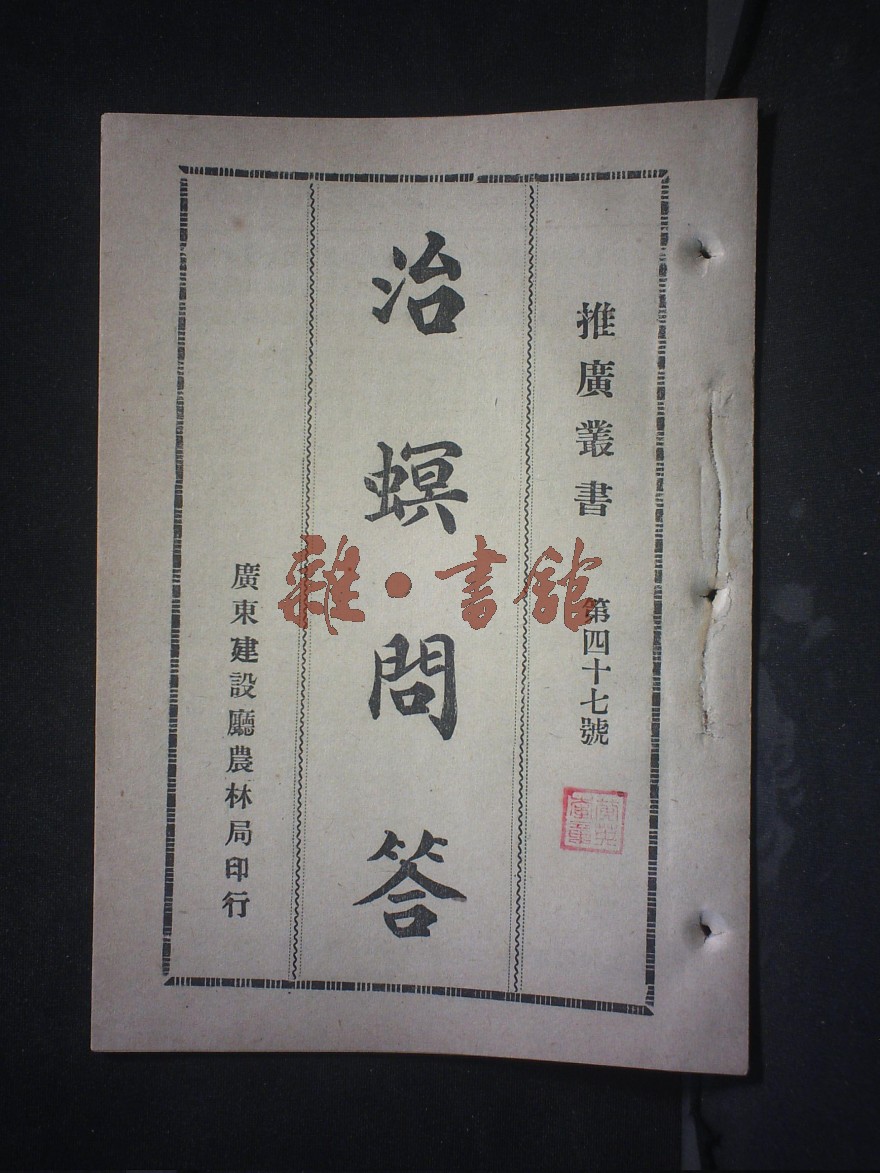 推廣叢書 第四十七號
治螟問答
廣東建設廳農林局印行
雜·書館